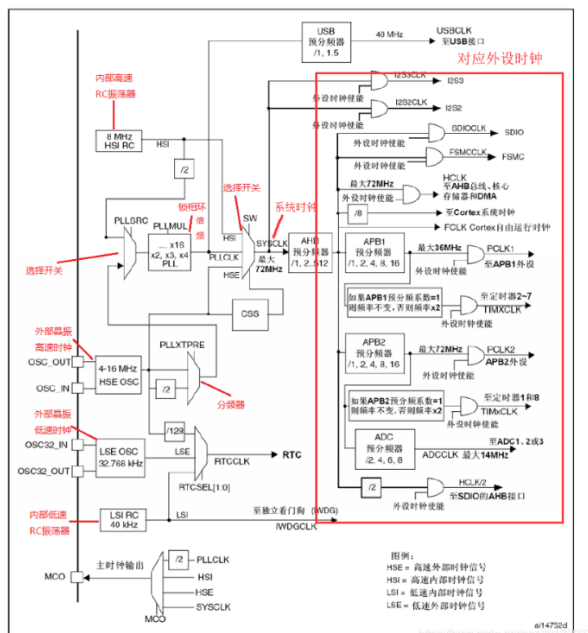 USB
预分频器
/1, 1.5
48 MHz
USBCLK
至USB接口
对应外设时钟
I2S3CLK
I2S3
外设时钟使能
I2S2CLK
I2S2
外设时钟使能
SDIOCLK
SDIO
外设时钟使能
FSMCCLK
FSMC
外设时钟使能
内部高速
RC振荡器
8 MHz
HSI RC
HSI
/2
选择开关
系统时钟
锁相环
倍
频
PLLSRC
PLLMUL
..., x16
x2, x3, x4
PLL
PLLCLK
SW
HSI
HSE
SYSCLK
最大
72MHz
AHB
预分频器
/1, 2..512
最大72MHz
外设时钟使能
HCLK
至AHB总线、核心
存储器和DMA
/8
至Cortex系统时钟
FCLK Cortex自由运行时钟
APB1
预分频器
/1, 2, 4, 8, 16
最大36MHz
PCLK1
至APB1外设
外设时钟使能
如果APB1预分频系数=1
则频率不变，否则频率x2
至定时器2~7
TIMXCLK
外设时钟使能
选择开关
CSS
外部晶振
高速时钟
OSC_OUT
OSC_IN
4-16 MHz
HSE OSC
PLLXTPRE
/2
分频器
APB2
预分频器
/1, 2, 4, 8, 16
最大72MHz
PCLK2
APB2外设
外设时钟使能
如果APB2预分频系数=1
则频率不变，否则频率x2
至定时器1和8
TIMxCLK
外设时钟使能
外部晶振
低速时钟
OSC32_IN
OSC32_OUT
LSE OSC
32.768 kHz
/128
LSE
RTCCLK
RTC
RTCSEL[1:0]
ADC
预分频器
/2, 4, 6, 8
至ADC1、2或3
ADCCLK 最大14MHz
/2
HCLK/2
至SDIO的AHB接口
外设时钟使能
内部低速
RC振荡器
LSI RC
40 kHz
LSI
至独立看门狗 (IWDG)
IWDGCLK
MCO
主时钟输出
/2
PLLCLK
HSI
HSE
SYSCLK
MCO
图例：
HSE = 高速外部时钟信号
HSI = 高速内部时钟信号
LSI = 低速内部时钟信号
LSE = 低速外部时钟信号
ai14752d